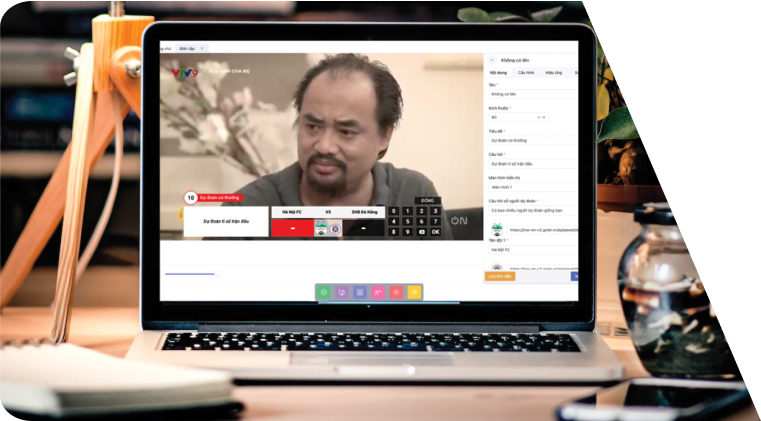 Biên tập
VTV9
LÀM CHA MẸ
ON
10 Dự đoán có thưởng
Dự đoán tỉ số trận đấu
Hà Nội FC VS SHB Đà Nẵng
ĐÓNG
0 1 2 3
4 5 6 7
8 9 OK
Không có tên
Nội dung Cấu hình Hiệu ứng
Tên *
Không có tên
Kích thước *
Bé
Tiêu đề *
Dự đoán có thưởng
Câu hỏi *
Dự đoán tỉ số trận đấu
Màn hình hiển thị
Màn hình 1
Câu hỏi số người dự đoán *
Có bao nhiêu người dự đoán giống bạn
Tên đội 1 *
Hà Nội FC